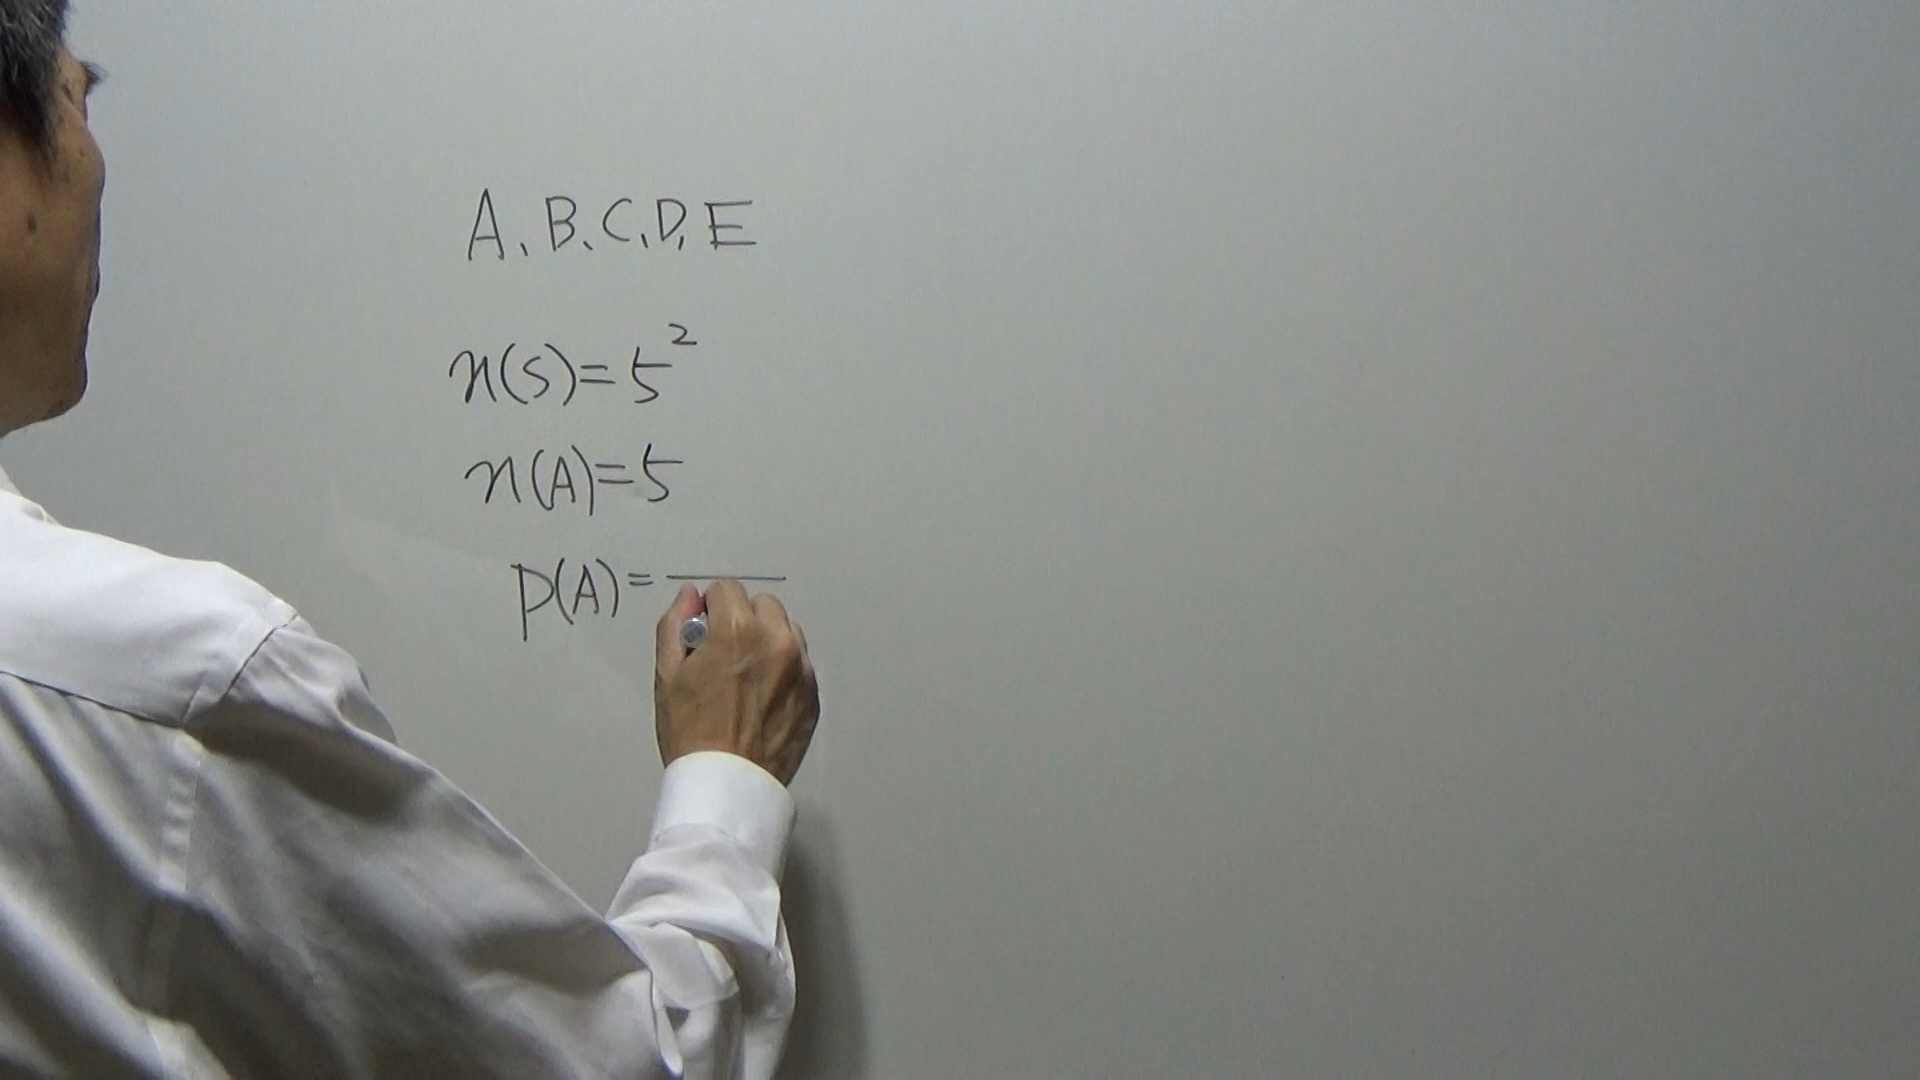 A, B, C, D, E
n(S)=5²
n(A)=5
P(A)=